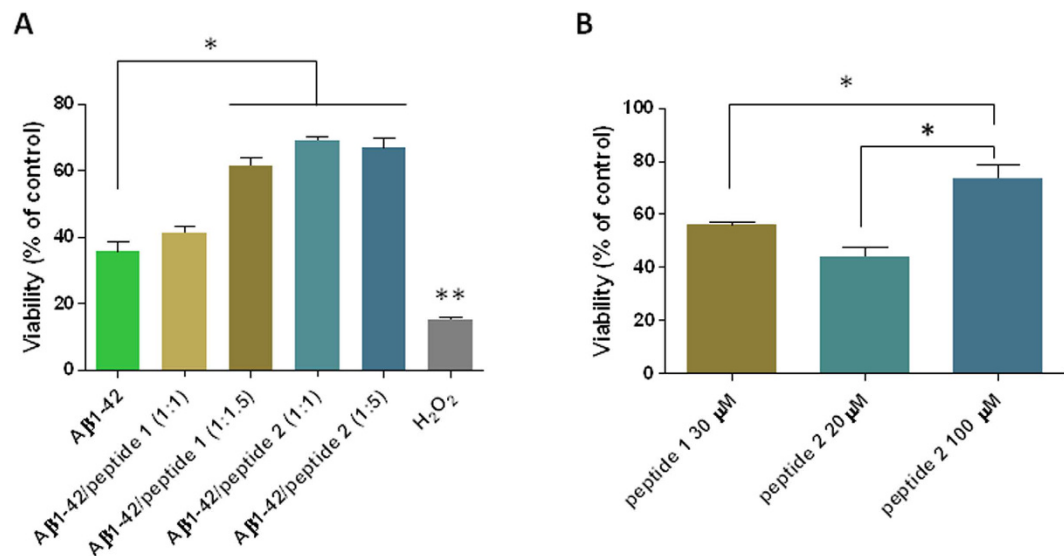 A
*
80
60
40
20
0
Viability (% of control)
**
Aβ1-42
Aβ1-42/peptide 1 (1:1)
Aβ1-42/peptide 1 (1:1.5)
Aβ1-42/peptide 2 (1:1)
Aβ1-42/peptide 2 (1:5)
H₂O₂
B
*
*
100
80
60
40
20
0
Viability (% of control)
peptide 1 30 μM
peptide 2 20 μM
peptide 2 100 μM